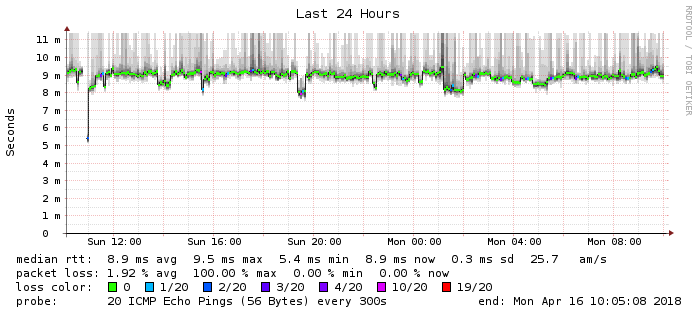 Last 24 Hours
RRDTOOL / TOBI OETIKER
Seconds
11 m
10 m
9 m
8 m
7 m
6 m
5 m
4 m
3 m
2 m
1 m
0
Sun 12:00 Sun 16:00 Sun 20:00 Mon 00:00 Mon 04:00 Mon 08:00
median rtt: 8.9 ms avg 9.5 ms max 5.4 ms min 8.9 ms now 0.3 ms sd 25.7 am/s
packet loss: 1.92 % avg 100.00 % max 0.00 % min 0.00 % now
loss color: 0 1/20 2/20 3/20 4/20 10/20 19/20
probe: 20 ICMP Echo Pings (56 Bytes) every 300s end: Mon Apr 16 10:05:08 2018